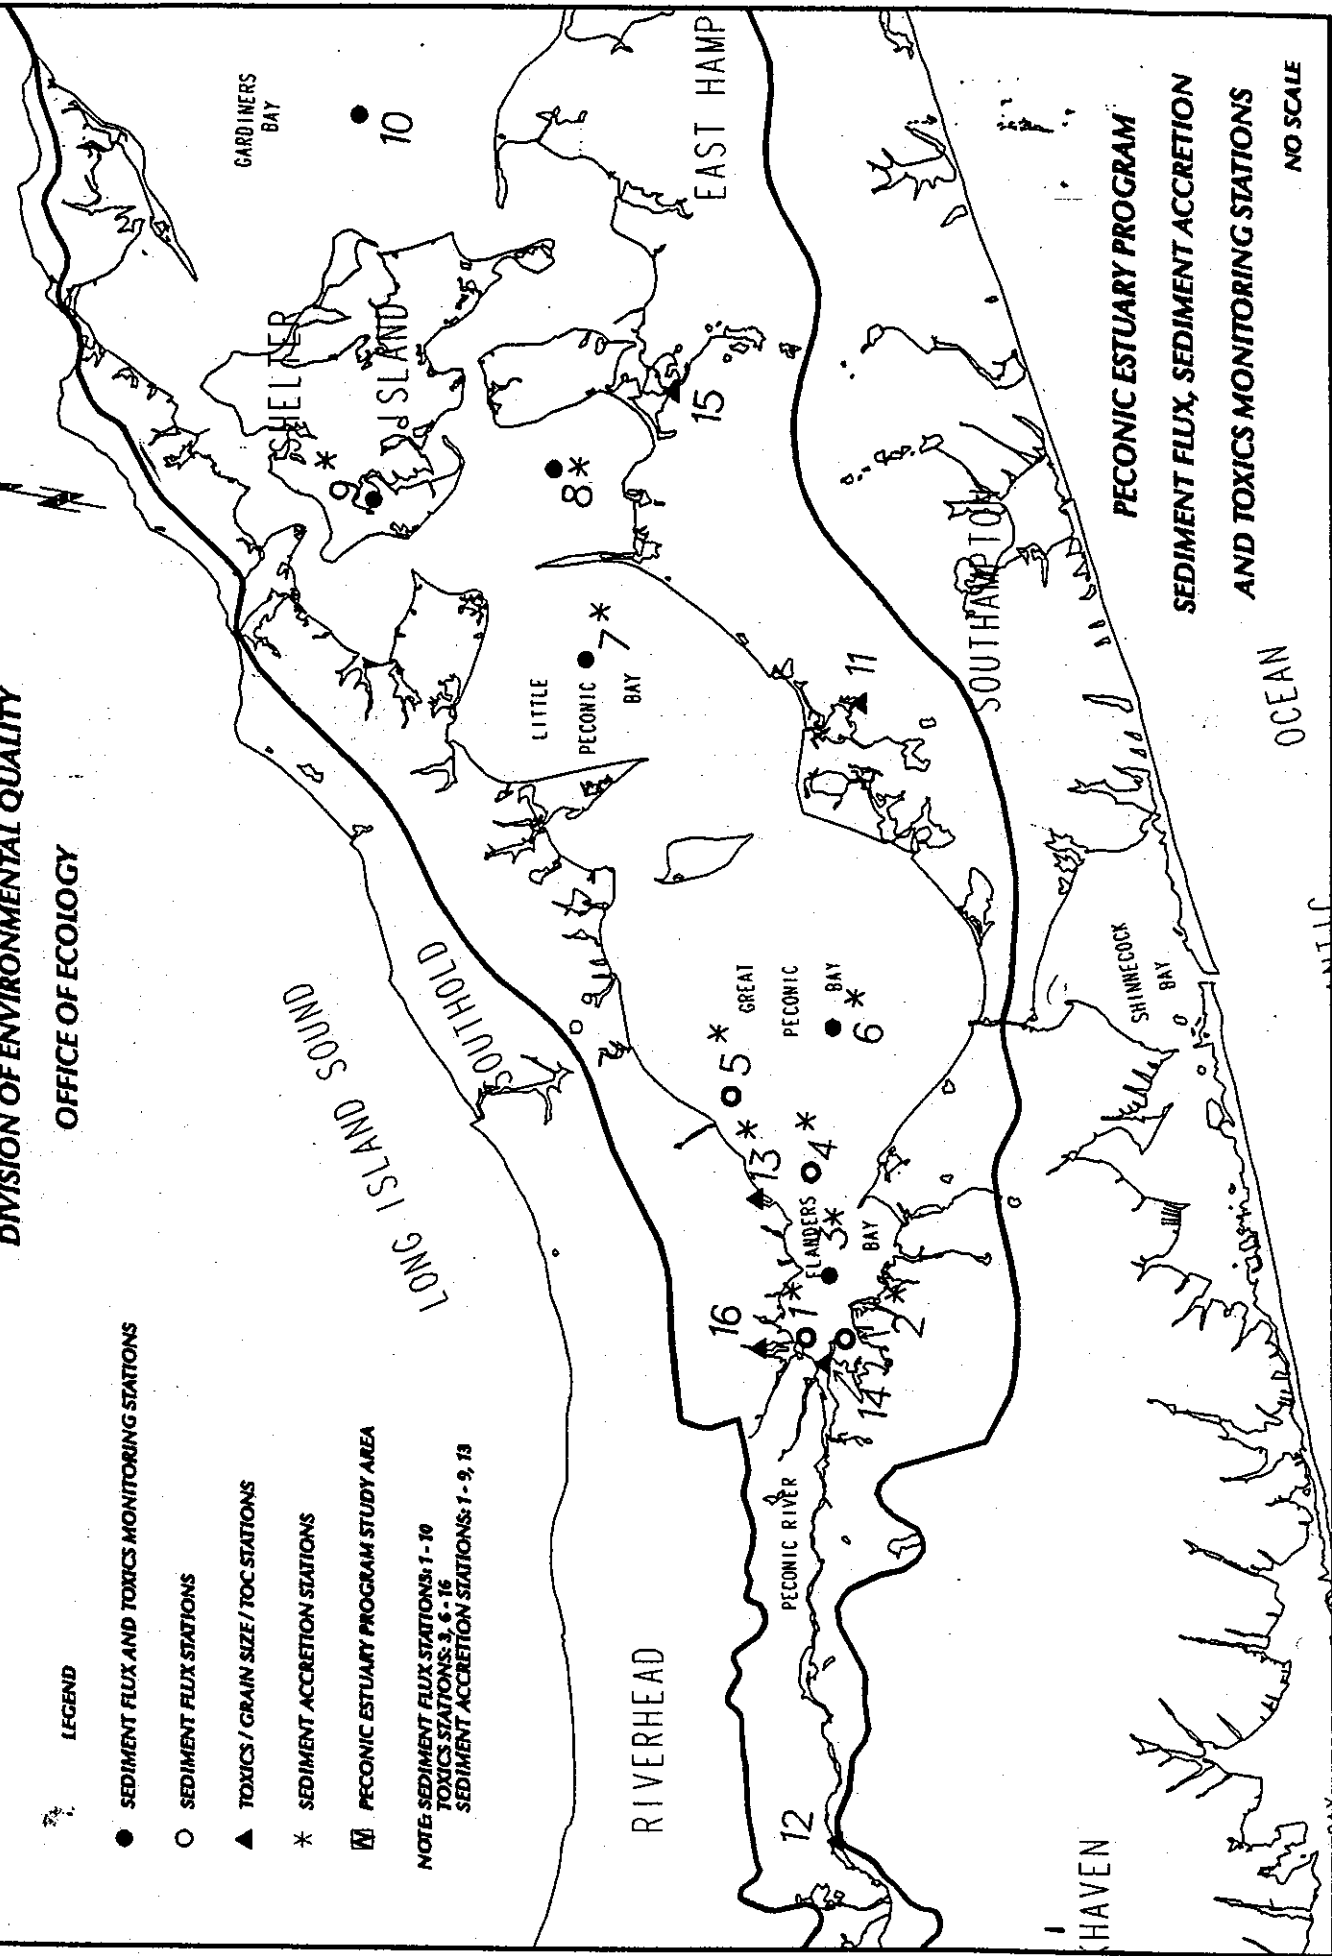 DIVISION OF ENVIRONMENTAL QUALITY
OFFICE OF ECOLOGY
LEGEND
● SEDIMENT FLUX AND TOXICS MONITORING STATIONS
○ SEDIMENT FLUX STATIONS
▲ TOXICS / GRAIN SIZE / TOC STATIONS
* SEDIMENT ACCRETION STATIONS
PECONIC ESTUARY PROGRAM STUDY AREA
NOTE: SEDIMENT FLUX STATIONS: 1 - 10
TOXICS STATIONS: 3, 6 - 16
SEDIMENT ACCRETION STATIONS: 1 - 9, 13
LONG ISLAND SOUND
SOUTHOLD
RIVERHEAD
GARDINERS
BAY
10
SHELTER
ISLAND
9 *
8 *
LITTLE
PECONIC
BAY
7 *
15
EAST HAMP
11
GREAT
PECONIC
BAY
6 *
5 *
13 *
4 *
FLANDERS
BAY
3 *
1 *
2 *
16
14
PECONIC RIVER
12
SOUTHAMPTON
SHINNECOCK
BAY
OCEAN
HAVEN
PECONIC ESTUARY PROGRAM
SEDIMENT FLUX, SEDIMENT ACCRETION
AND TOXICS MONITORING STATIONS
NO SCALE